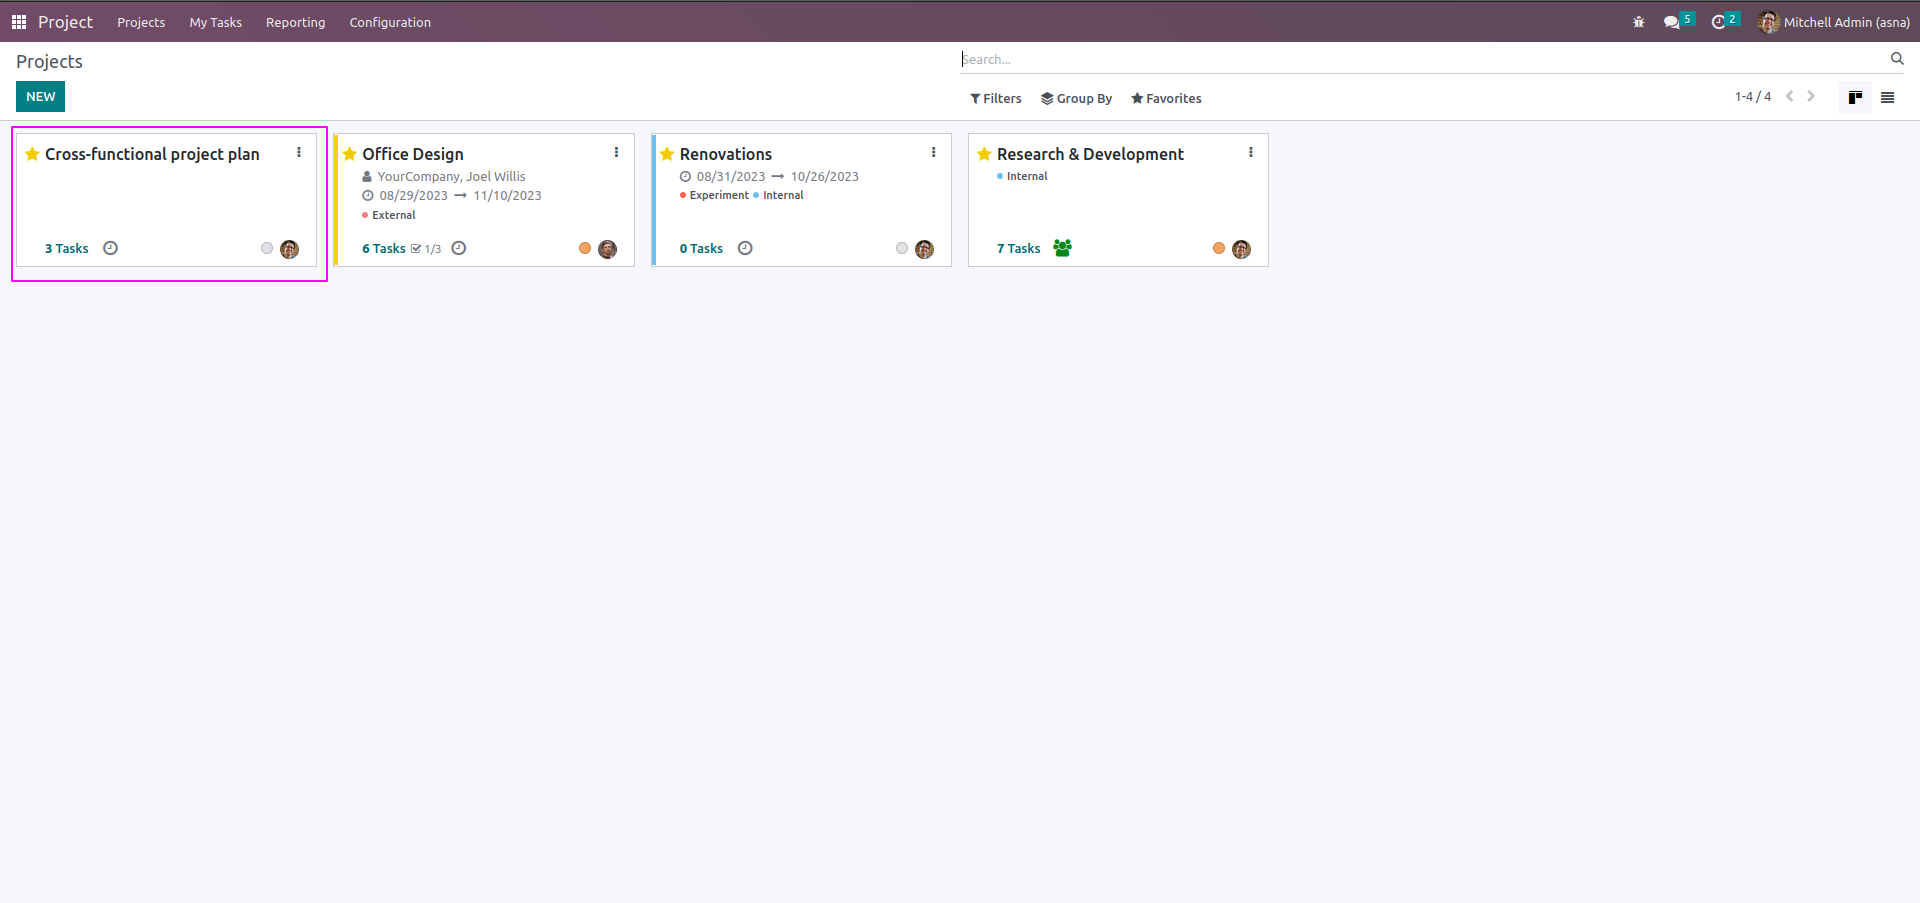 Project Projects My Tasks Reporting Configuration 5 2 Mitchell Admin (asna)
Projects
Search...
NEW
Filters Group By Favorites 1-4 / 4
Cross-functional project plan
3 Tasks
Office Design
YourCompany, Joel Willis
08/29/2023 → 11/10/2023
External
6 Tasks 1/3
Renovations
08/31/2023 → 10/26/2023
Experiment Internal
0 Tasks
Research & Development
Internal
7 Tasks